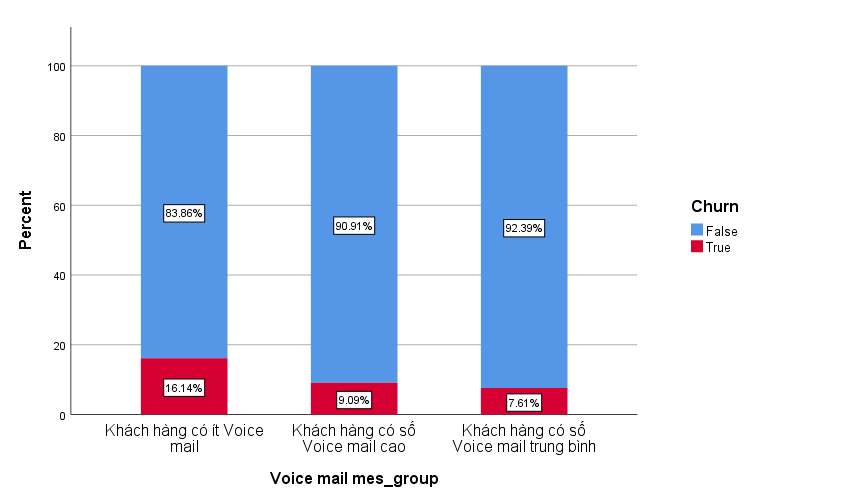 Percent
100
80
60
40
20
0
83.86%
90.91%
92.39%
16.14%
9.09%
7.61%
Khách hàng có ít Voice
mail
Khách hàng có số
Voice mail cao
Khách hàng có số
Voice mail trung bình
Voice mail mes_group
Churn
False
True